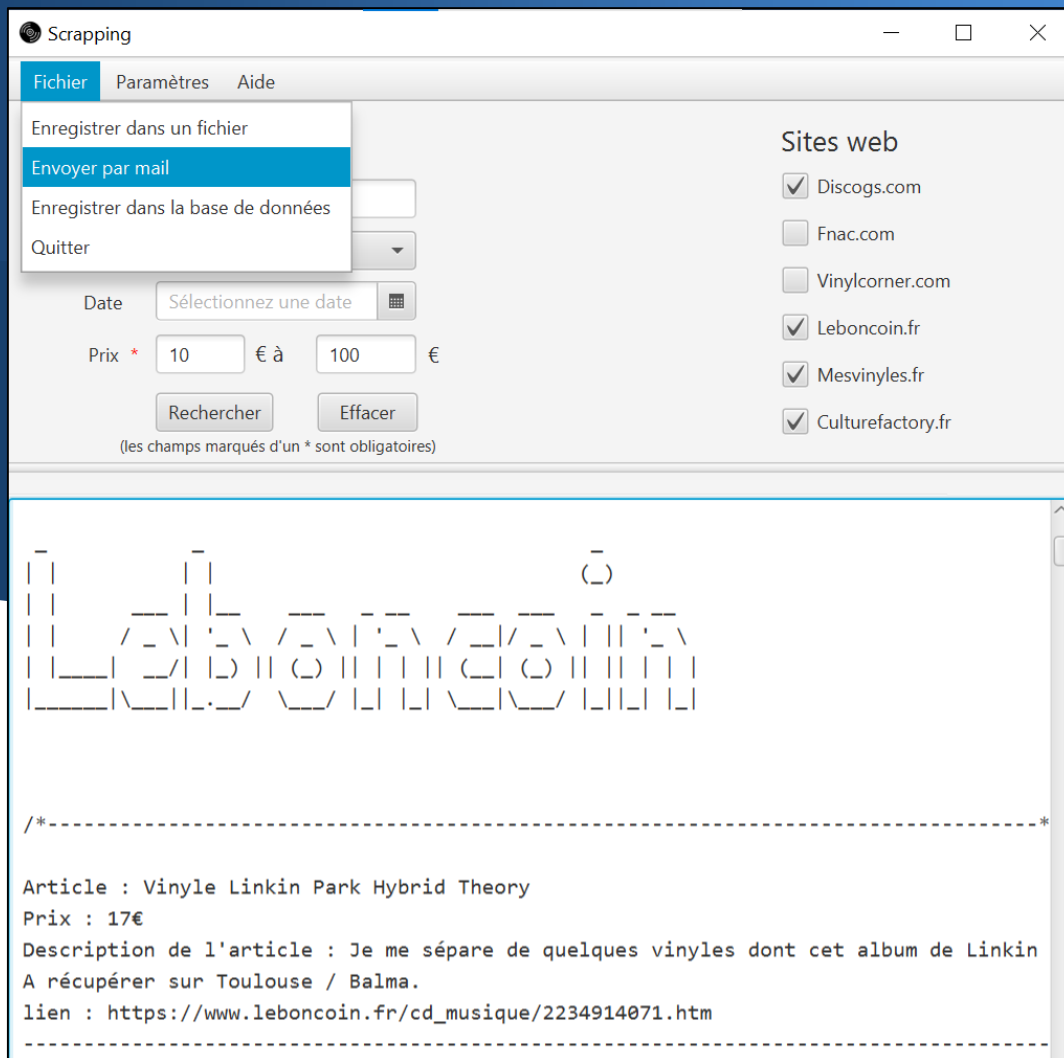 Scrapping
Fichier Paramètres Aide
Enregistrer dans un fichier
Envoyer par mail
Enregistrer dans la base de données
Quitter
Date Sélectionnez une date
Prix * 10 € à 100 €
Rechercher Effacer
(les champs marqués d'un * sont obligatoires)
Sites web
Discogs.com
Fnac.com
Vinylcorner.com
Leboncoin.fr
Mesvinyles.fr
Culturefactory.fr
Leboncoin
/*----------------------------------------------------------------------------------*
Article : Vinyle Linkin Park Hybrid Theory
Prix : 17€
Description de l'article : Je me sépare de quelques vinyles dont cet album de Linkin
A récupérer sur Toulouse / Balma.
lien : https://www.leboncoin.fr/cd_musique/2234914071.htm
-------------------------------------------------------------------------------------